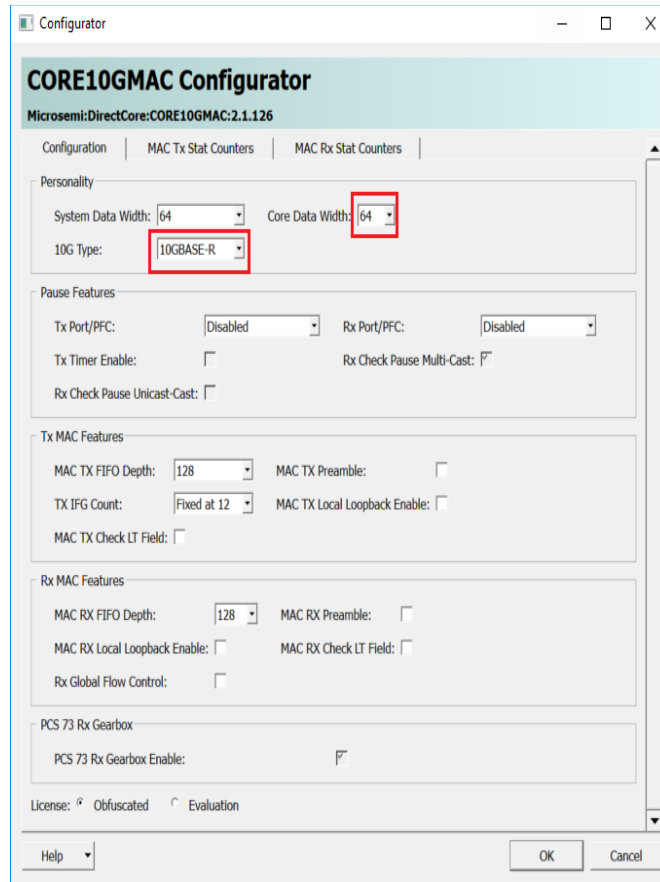 Configurator
CORE10GMAC Configurator
Microsemi:DirectCore:CORE10GMAC:2.1.126
Configuration MAC Tx Stat Counters MAC Rx Stat Counters
Personality
System Data Width: 64 Core Data Width: 64
10G Type: 10GBASE-R
Pause Features
Tx Port/PFC: Disabled Rx Port/PFC: Disabled
Tx Timer Enable: Rx Check Pause Multi-Cast:
Rx Check Pause Unicast-Cast:
Tx MAC Features
MAC TX FIFO Depth: 128 MAC TX Preamble:
TX IFG Count: Fixed at 12 MAC TX Local Loopback Enable:
MAC TX Check LT Field:
Rx MAC Features
MAC RX FIFO Depth: 128 MAC RX Preamble:
MAC RX Local Loopback Enable: MAC RX Check LT Field:
Rx Global Flow Control:
PCS 73 Rx Gearbox
PCS 73 Rx Gearbox Enable:
License: Obfuscated Evaluation
Help OK Cancel